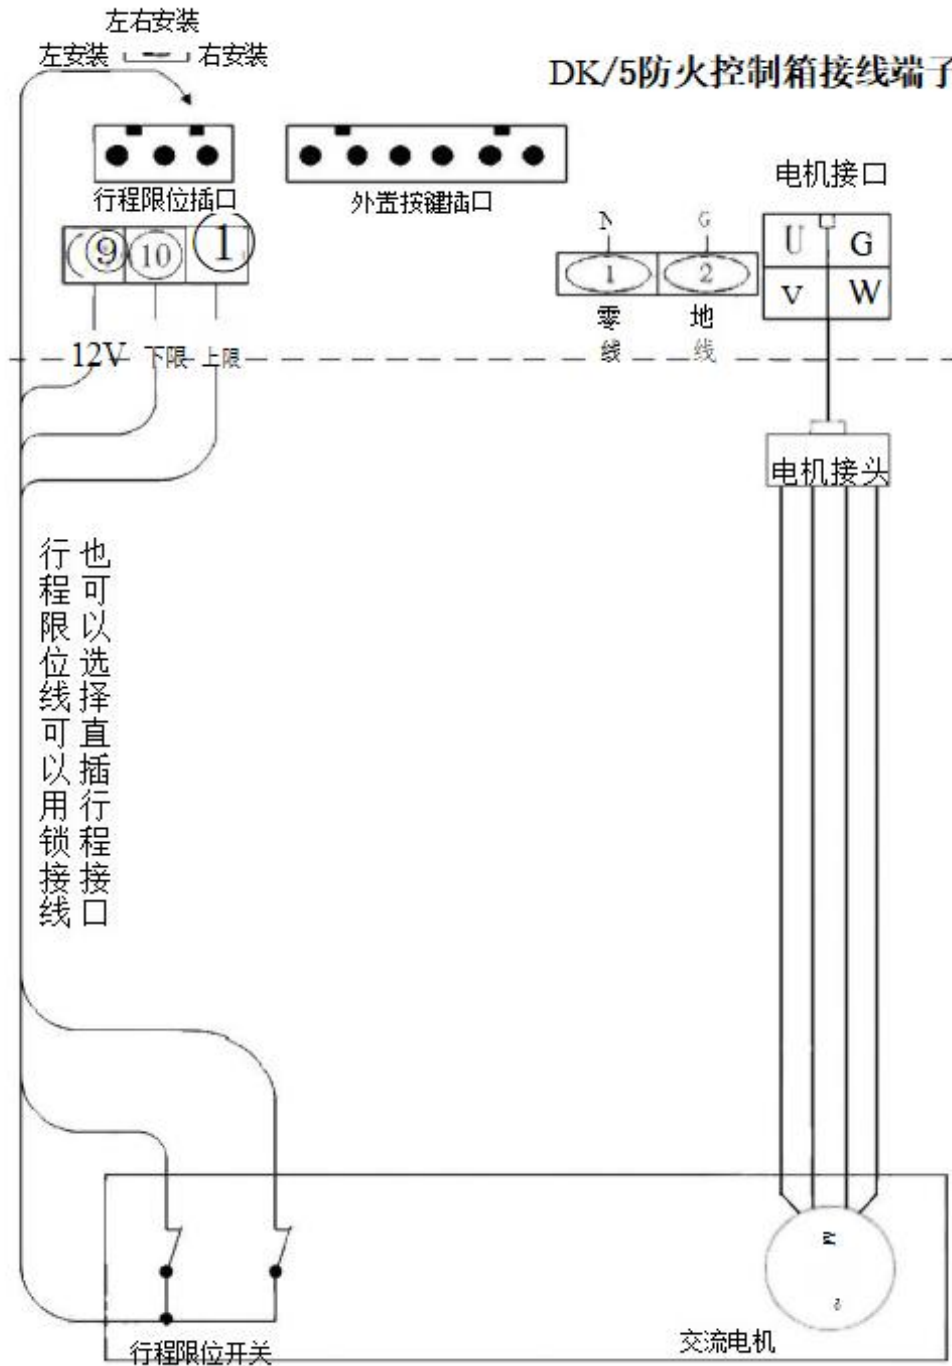 左右安装
左安装 右安装
DK/5防火控制箱接线端子
行程限位插口
外置按键插口
电机接口
9 10 1
N G
1 2
U G
V W
零线
地线
12V 下限 上限
电机接头
行程限位线可以用锁接线
也可以选择直插行程接口
行程限位开关
交流电机